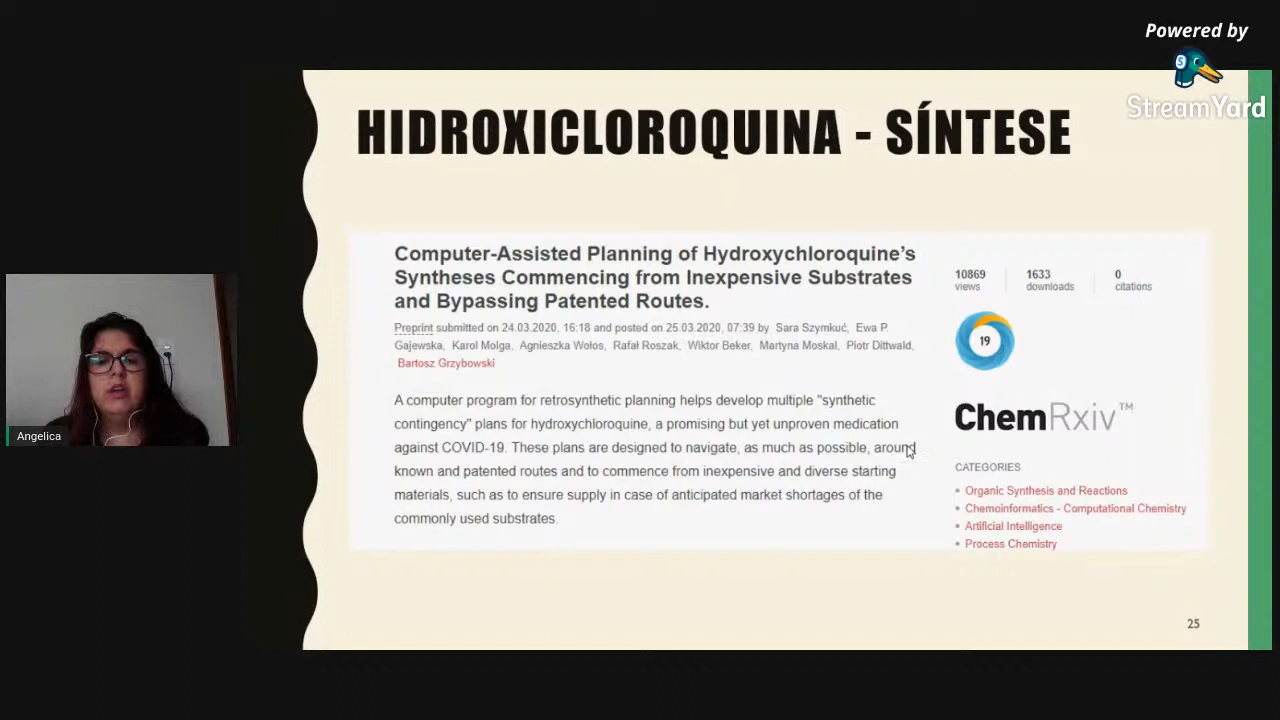 Powered by
StreamYard
HIDROXICLOROQUINA - SÍNTESE
Computer-Assisted Planning of Hydroxychloroquine's
Syntheses Commencing from Inexpensive Substrates
and Bypassing Patented Routes.
Preprint submitted on 24.03.2020, 16:18 and posted on 25.03.2020, 07:39 by Sara Szymkuć, Ewa P.
Gajewska, Karol Molga, Agnieszka Wołos, Rafał Roszak, Wiktor Beker, Martyna Moskal, Piotr Dittwald,
Bartosz Grzybowski
A computer program for retrosynthetic planning helps develop multiple "synthetic
contingency" plans for hydroxychloroquine, a promising but yet unproven medication
against COVID-19. These plans are designed to navigate, as much as possible, around
known and patented routes and to commence from inexpensive and diverse starting
materials, such as to ensure supply in case of anticipated market shortages of the
commonly used substrates.
10869 1633 0
views downloads citations
19
ChemRxiv™
CATEGORIES
• Organic Synthesis and Reactions
• Chemoinformatics - Computational Chemistry
• Artificial Intelligence
• Process Chemistry
Angelica
25